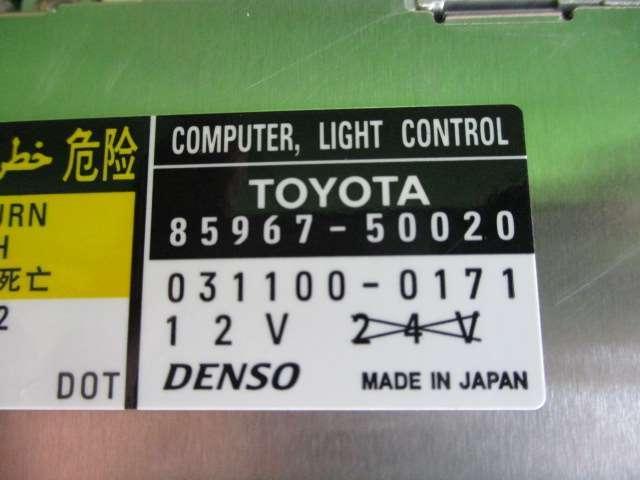 خطر 危险
URN
H
死亡
2
DOT
COMPUTER, LIGHT CONTROL
TOYOTA
85967-50020
031100-0171
12V 24V
DENSO
MADE IN JAPAN